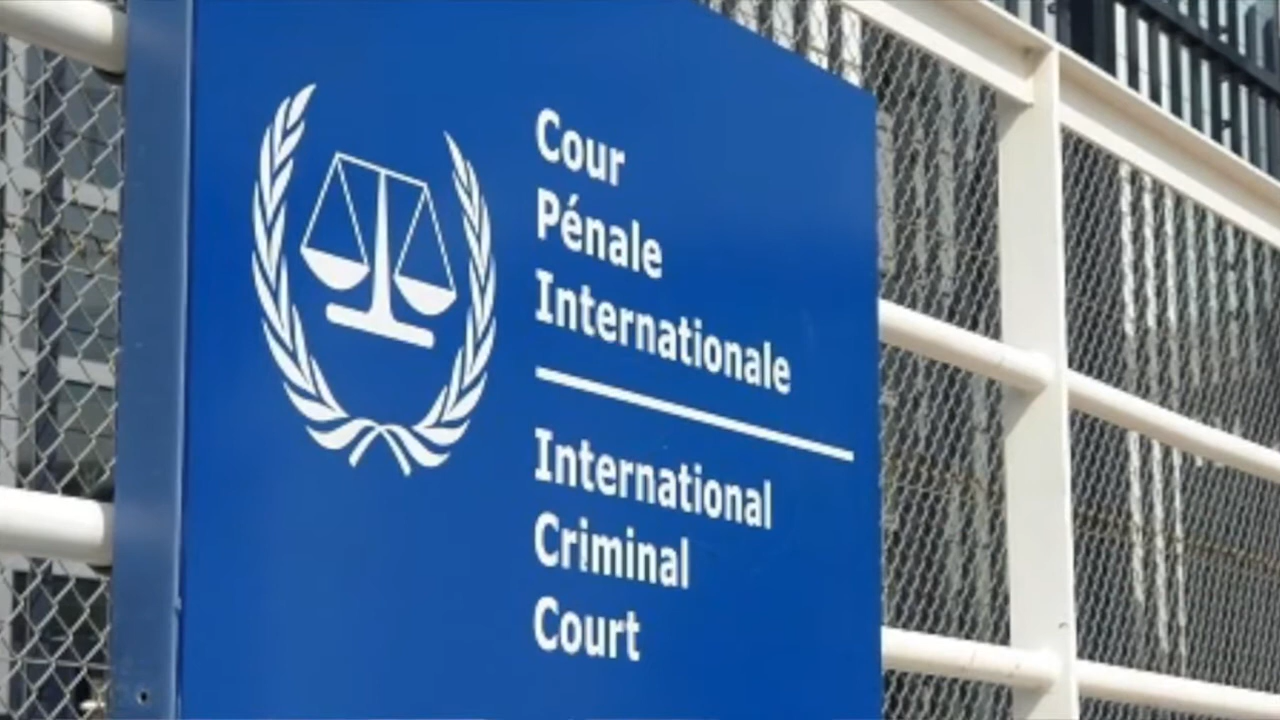 Cour
Pénale
Internationale
International
Criminal
Court